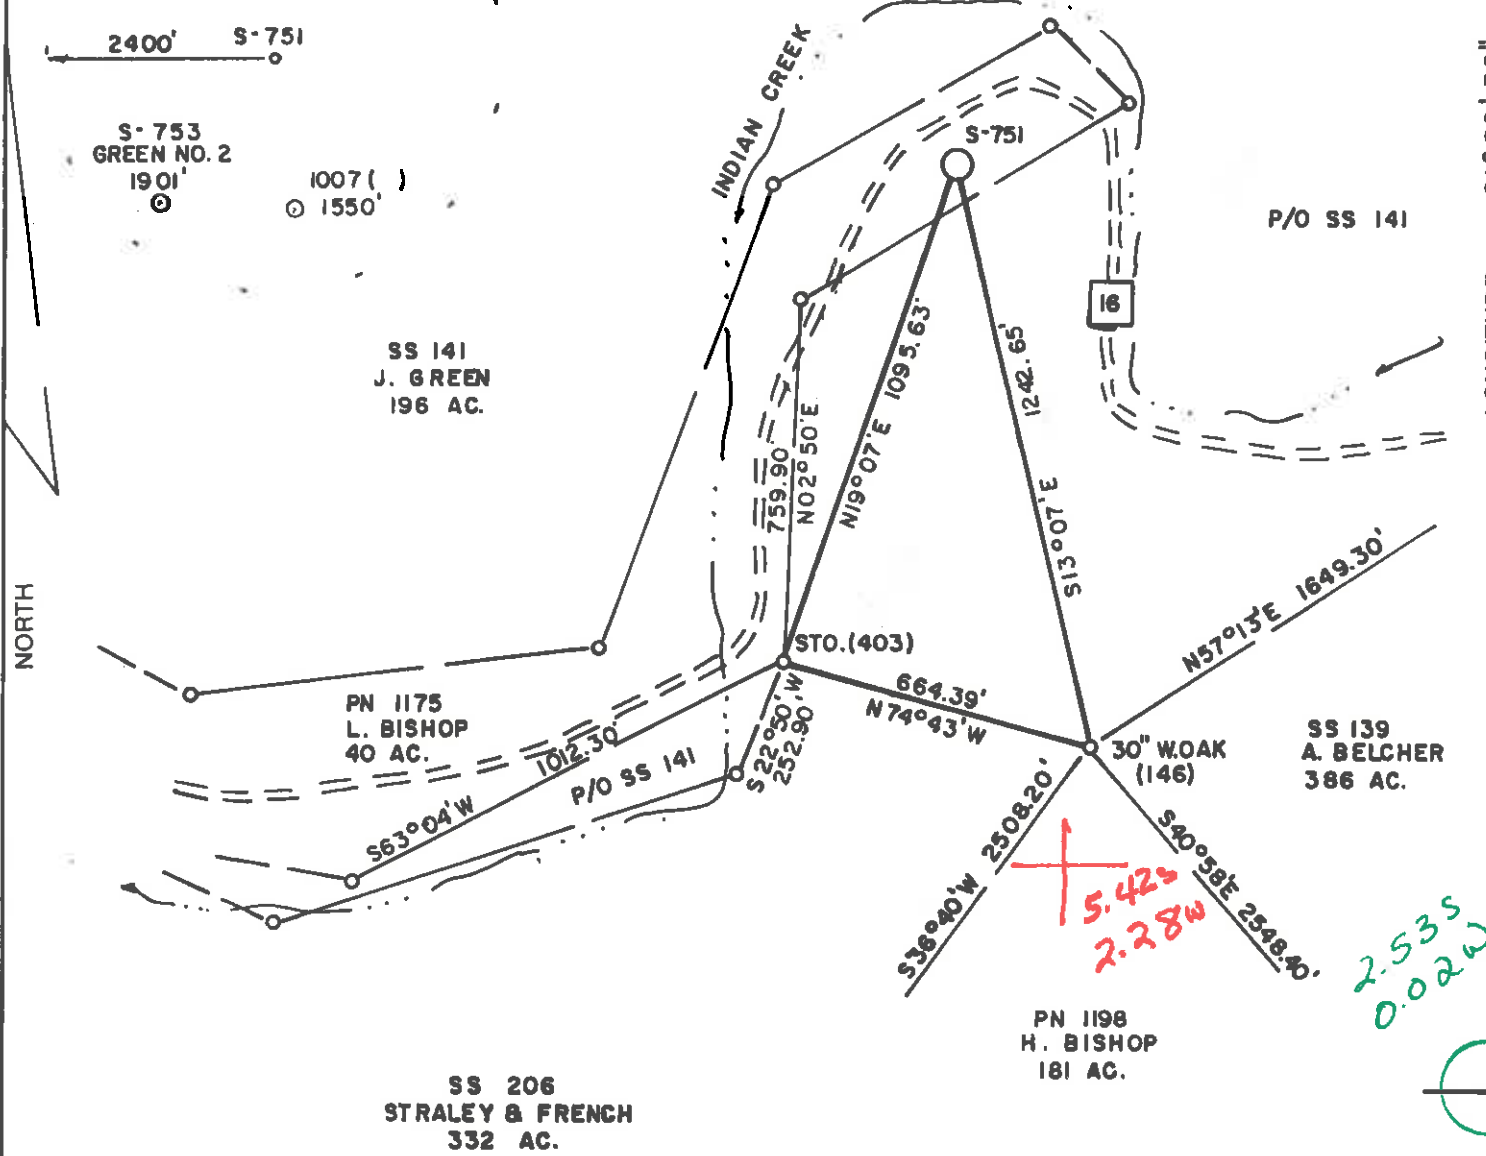 2400' S-751
S-753
GREEN NO. 2
1901'
1007 ( )
1550'
INDIAN CREEK
S-751
P/O SS 141
16
SS 141
J. GREEN
196 AC.
N19°07'E 1095.63'
1242.65'
S13°07'E
759.90'
N02°50'E
NORTH
STO.(403)
664.39'
N74°43'W
N57°13'E 1649.30'
PN 1175
L. BISHOP
40 AC.
S63°04'W 1012.30'
P/O SS 141
S22°50'W
252.90'
30" W.OAK
(146)
SS 139
A. BELCHER
386 AC.
S36°40'W 2508.20'
S40°58'E 2548.40'
5.42s
2.28w
2.53s
0.02w
PN 1198
H. BISHOP
181 AC.
SS 206
STRALEY & FRENCH
332 AC.